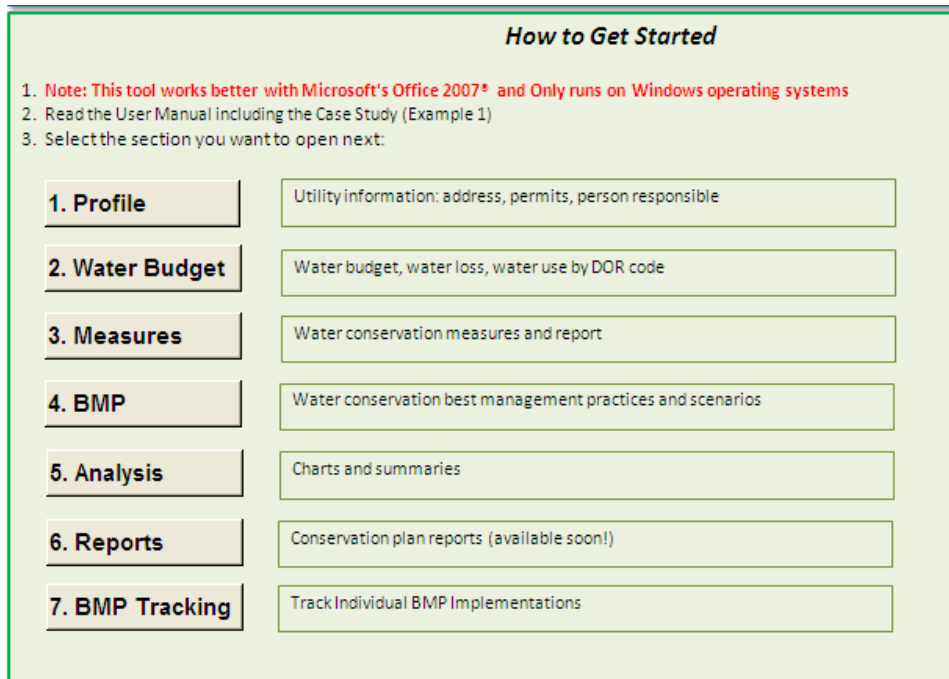 How to Get Started
1. Note: This tool works better with Microsoft's Office 2007® and Only runs on Windows operating systems
2. Read the User Manual including the Case Study (Example 1)
3. Select the section you want to open next:
1. Profile
Utility information: address, permits, person responsible
2. Water Budget
Water budget, water loss, water use by DOR code
3. Measures
Water conservation measures and report
4. BMP
Water conservation best management practices and scenarios
5. Analysis
Charts and summaries
6. Reports
Conservation plan reports (available soon!)
7. BMP Tracking
Track Individual BMP Implementations